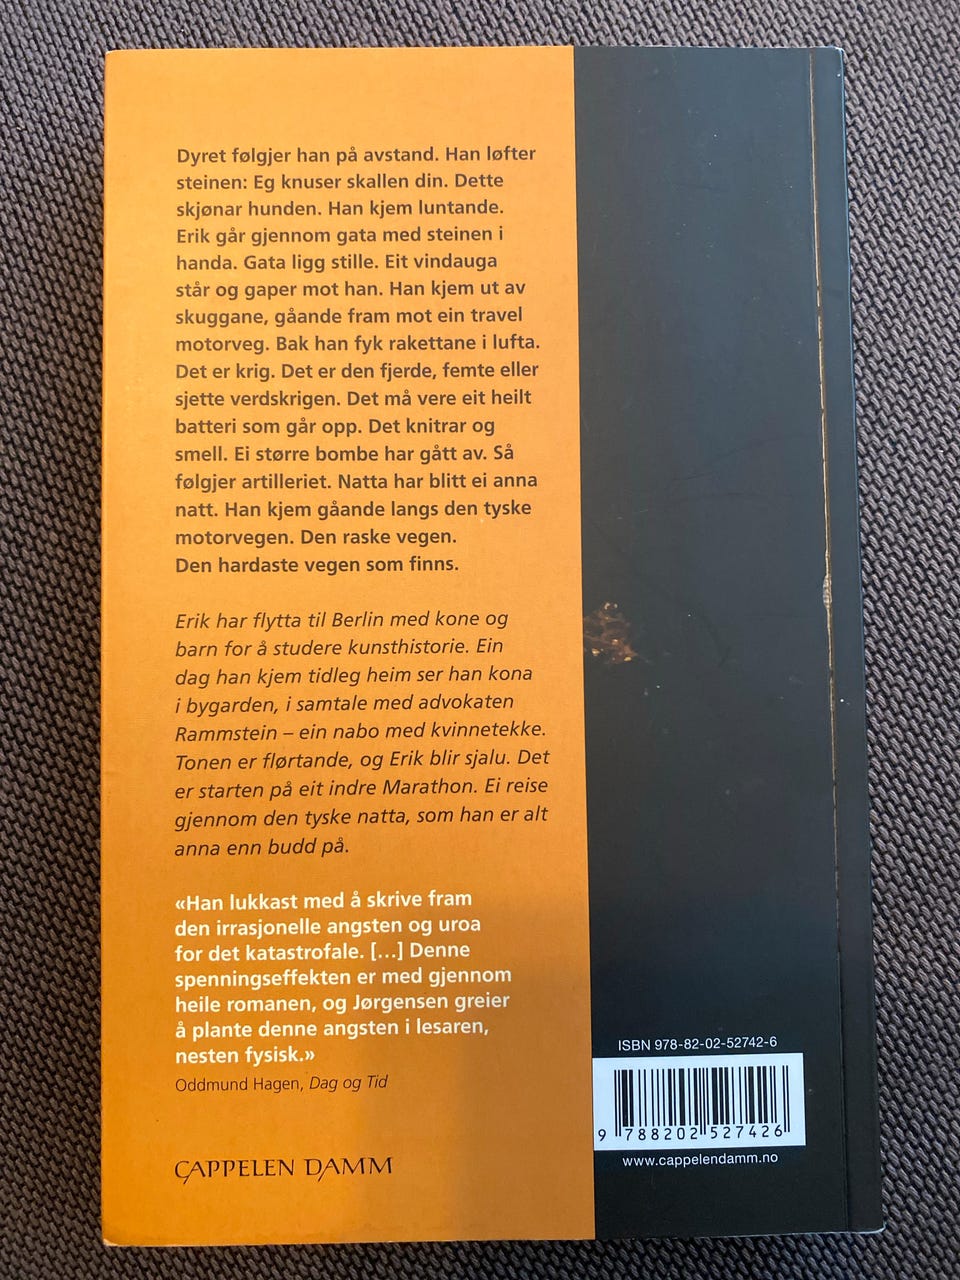 Dyret følgjer han på avstand. Han løfter
steinen: Eg knuser skallen din. Dette
skjønar hunden. Han kjem luntande.
Erik går gjennom gata med steinen i
handa. Gata ligg stille. Eit vindauga
står og gaper mot han. Han kjem ut av
skuggane, gåande fram mot ein travel
motorveg. Bak han fyk rakettane i lufta.
Det er krig. Det er den fjerde, femte eller
sjette verdskrigen. Det må vere eit heilt
batteri som går opp. Det knitrar og
smell. Ei større bombe har gått av. Så
følgjer artilleriet. Natta har blitt ei anna
natt. Han kjem gåande langs den tyske
motorvegen. Den raske vegen.
Den hardaste vegen som finns.
Erik har flytta til Berlin med kone og
barn for å studere kunsthistorie. Ein
dag han kjem tidleg heim ser han kona
i bygarden, i samtale med advokaten
Rammstein – ein nabo med kvinnetekke.
Tonen er flørtande, og Erik blir sjalu. Det
er starten på eit indre Marathon. Ei reise
gjennom den tyske natta, som han er alt
anna enn budd på.
«Han lukkast med å skrive fram
den irrasjonelle angsten og uroa
for det katastrofale. [...] Denne
spenningseffekten er med gjennom
heile romanen, og Jørgensen greier
å plante denne angsten i lesaren,
nesten fysisk.»
Oddmund Hagen, Dag og Tid
CAPPELEN DAMM
ISBN 978-82-02-52742-6
9 788202 527426
www.cappelendamm.no